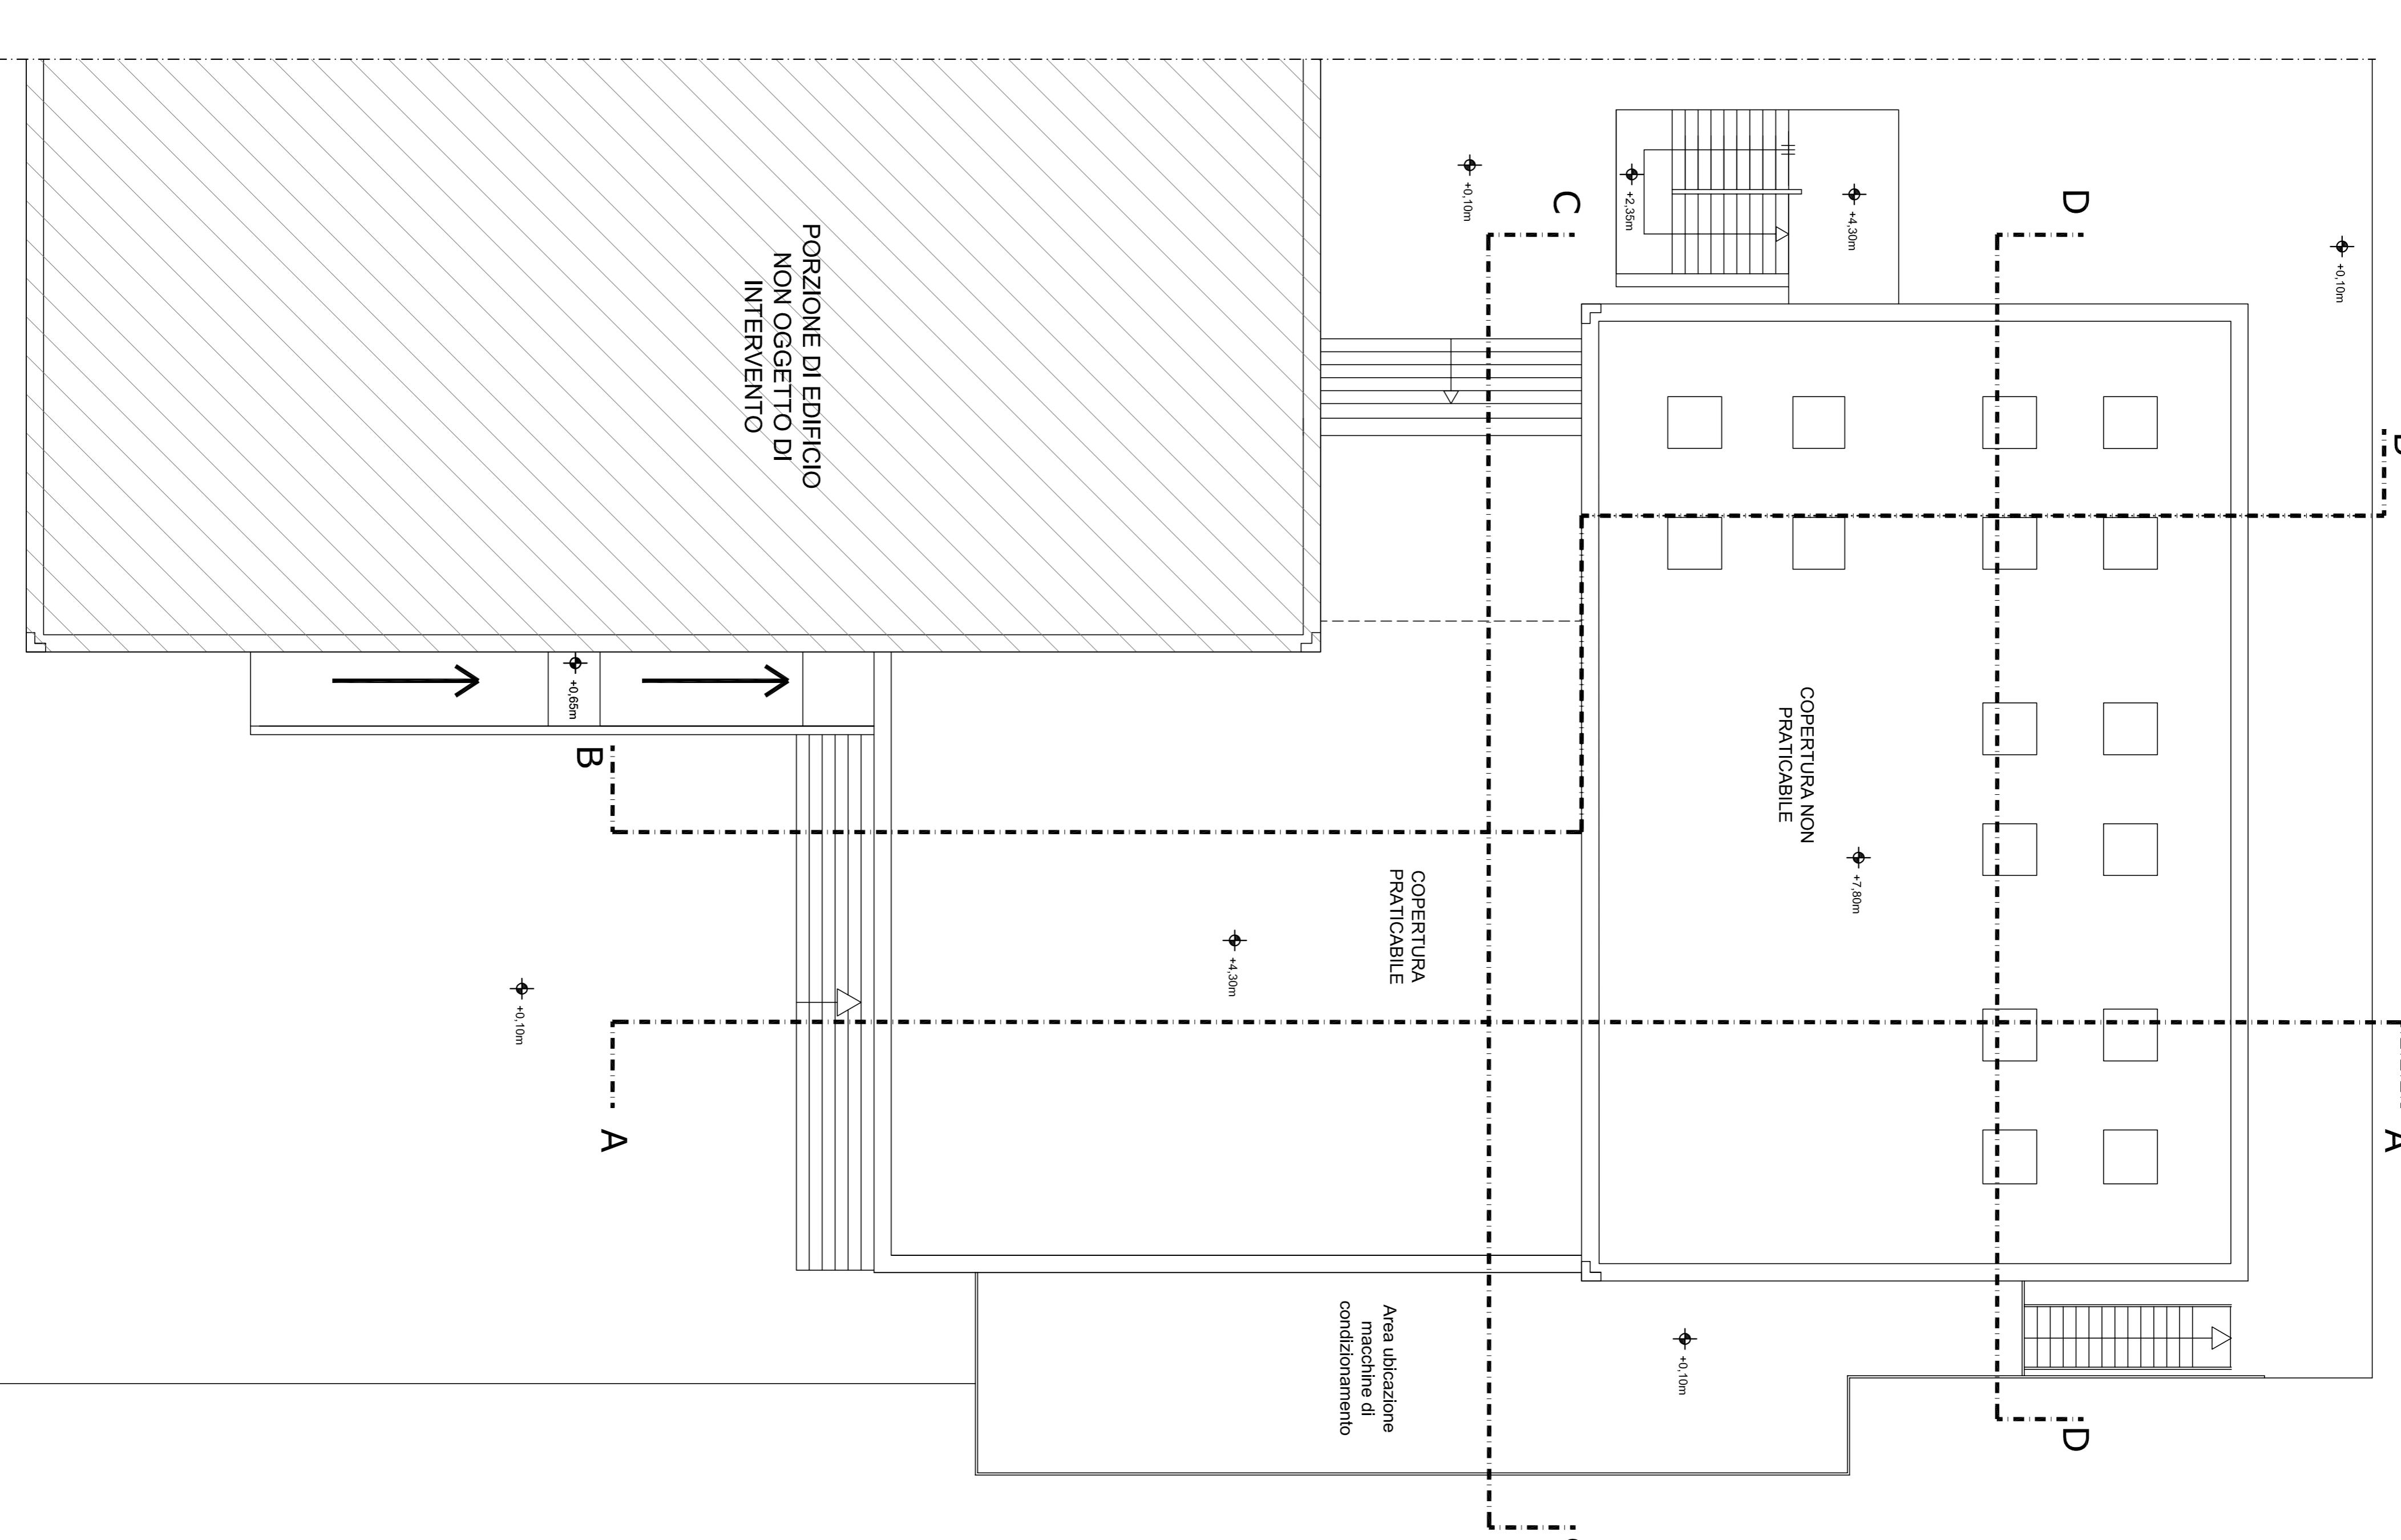 PORZIONE DI EDIFICIO
NON OGGETTO DI
INTERVENTO
+0,10m
C
+2,35m
+4,30m
D
+0,10m
+0,65m
B
COPERTURA NON
PRATICABILE
+7,80m
COPERTURA
PRATICABILE
+4,30m
+0,10m
A
A
Area ubicazione
macchine di
condizionamento
+0,10m
D